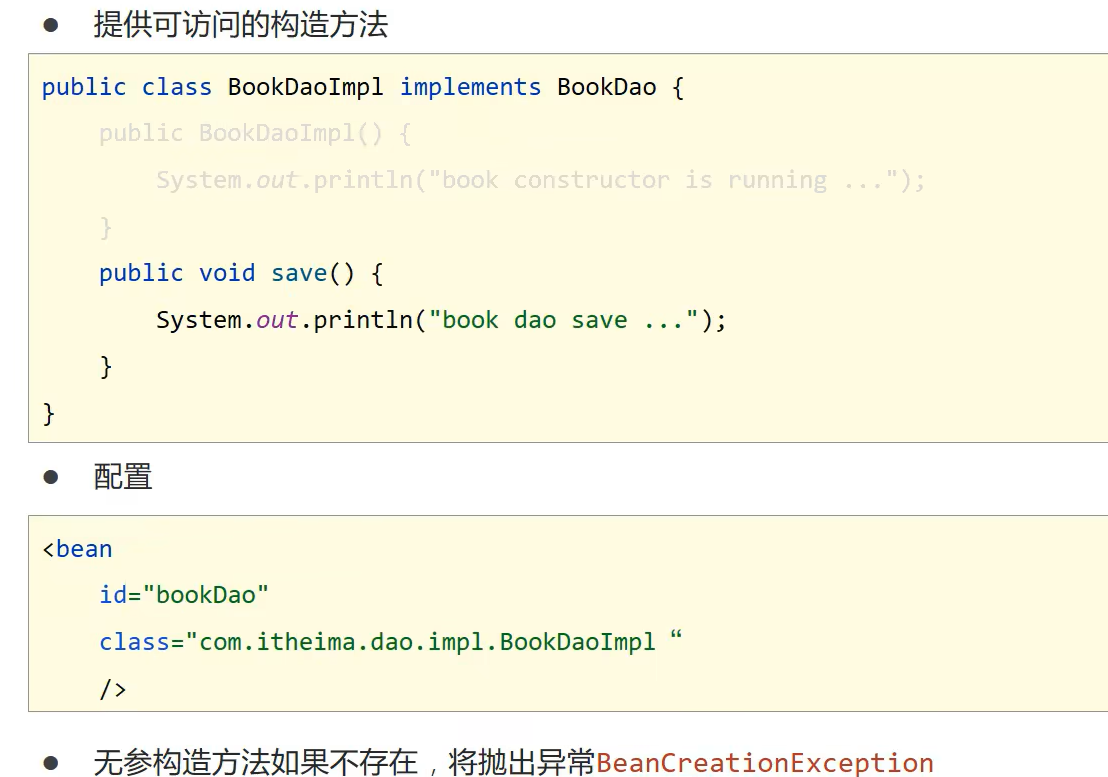 ● 提供可访问的构造方法
public class BookDaoImpl implements BookDao {
    public BookDaoImpl() {
        System.out.println("book constructor is running ...");
    }
    public void save() {
        System.out.println("book dao save ...");
    }
}
● 配置
<bean
    id="bookDao"
    class="com.itheima.dao.impl.BookDaoImpl “
    />
● 无参构造方法如果不存在，将抛出异常BeanCreationException